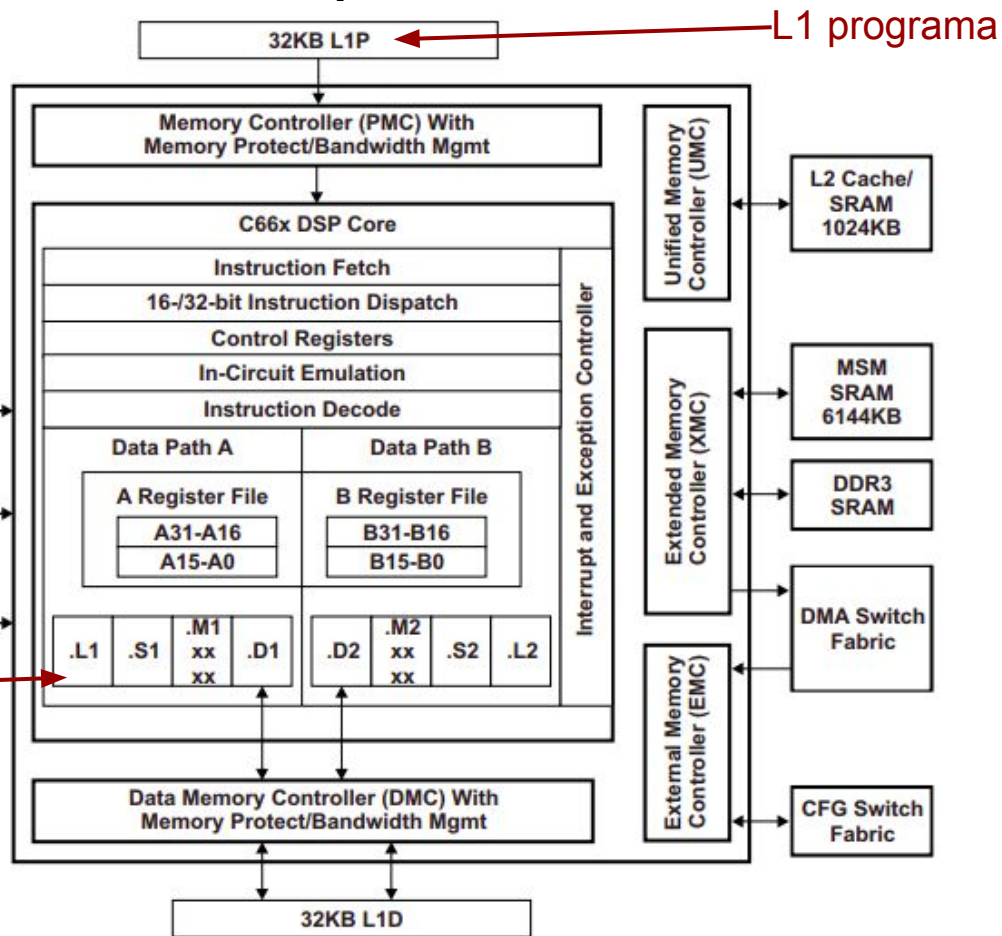 L1 programa
32KB L1P
Memory Controller (PMC) With
Memory Protect/Bandwidth Mgmt
C66x DSP Core
Instruction Fetch
16-/32-bit Instruction Dispatch
Control Registers
In-Circuit Emulation
Instruction Decode
Data Path A
Data Path B
A Register File
B Register File
A31-A16
B31-B16
A15-A0
B15-B0
.L1
.S1
.M1
xx
xx
.D1
.D2
.M2
xx
xx
.S2
.L2
Interrupt and Exception Controller
Data Memory Controller (DMC) With
Memory Protect/Bandwidth Mgmt
32KB L1D
Unified Memory
Controller (UMC)
L2 Cache/
SRAM
1024KB
Extended Memory
Controller (XMC)
MSM
SRAM
6144KB
DDR3
SRAM
DMA Switch
Fabric
External Memory
Controller (EMC)
CFG Switch
Fabric